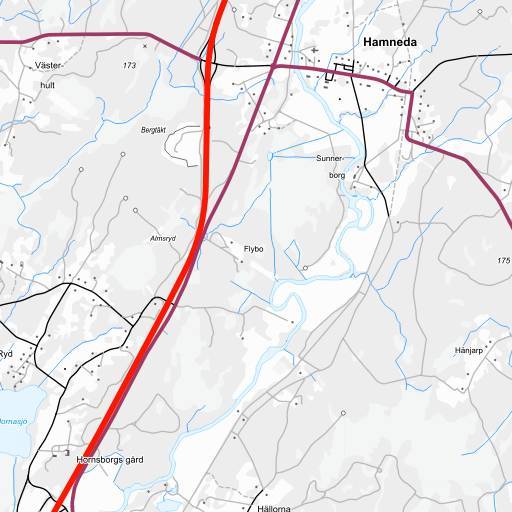 Hamneda
Väster-
hult
173
Bergtäkt
Sunner-
borg
Almsryd
Flybo
175
Hånjarp
Ryd
Hornsborgs gård
Hällorna